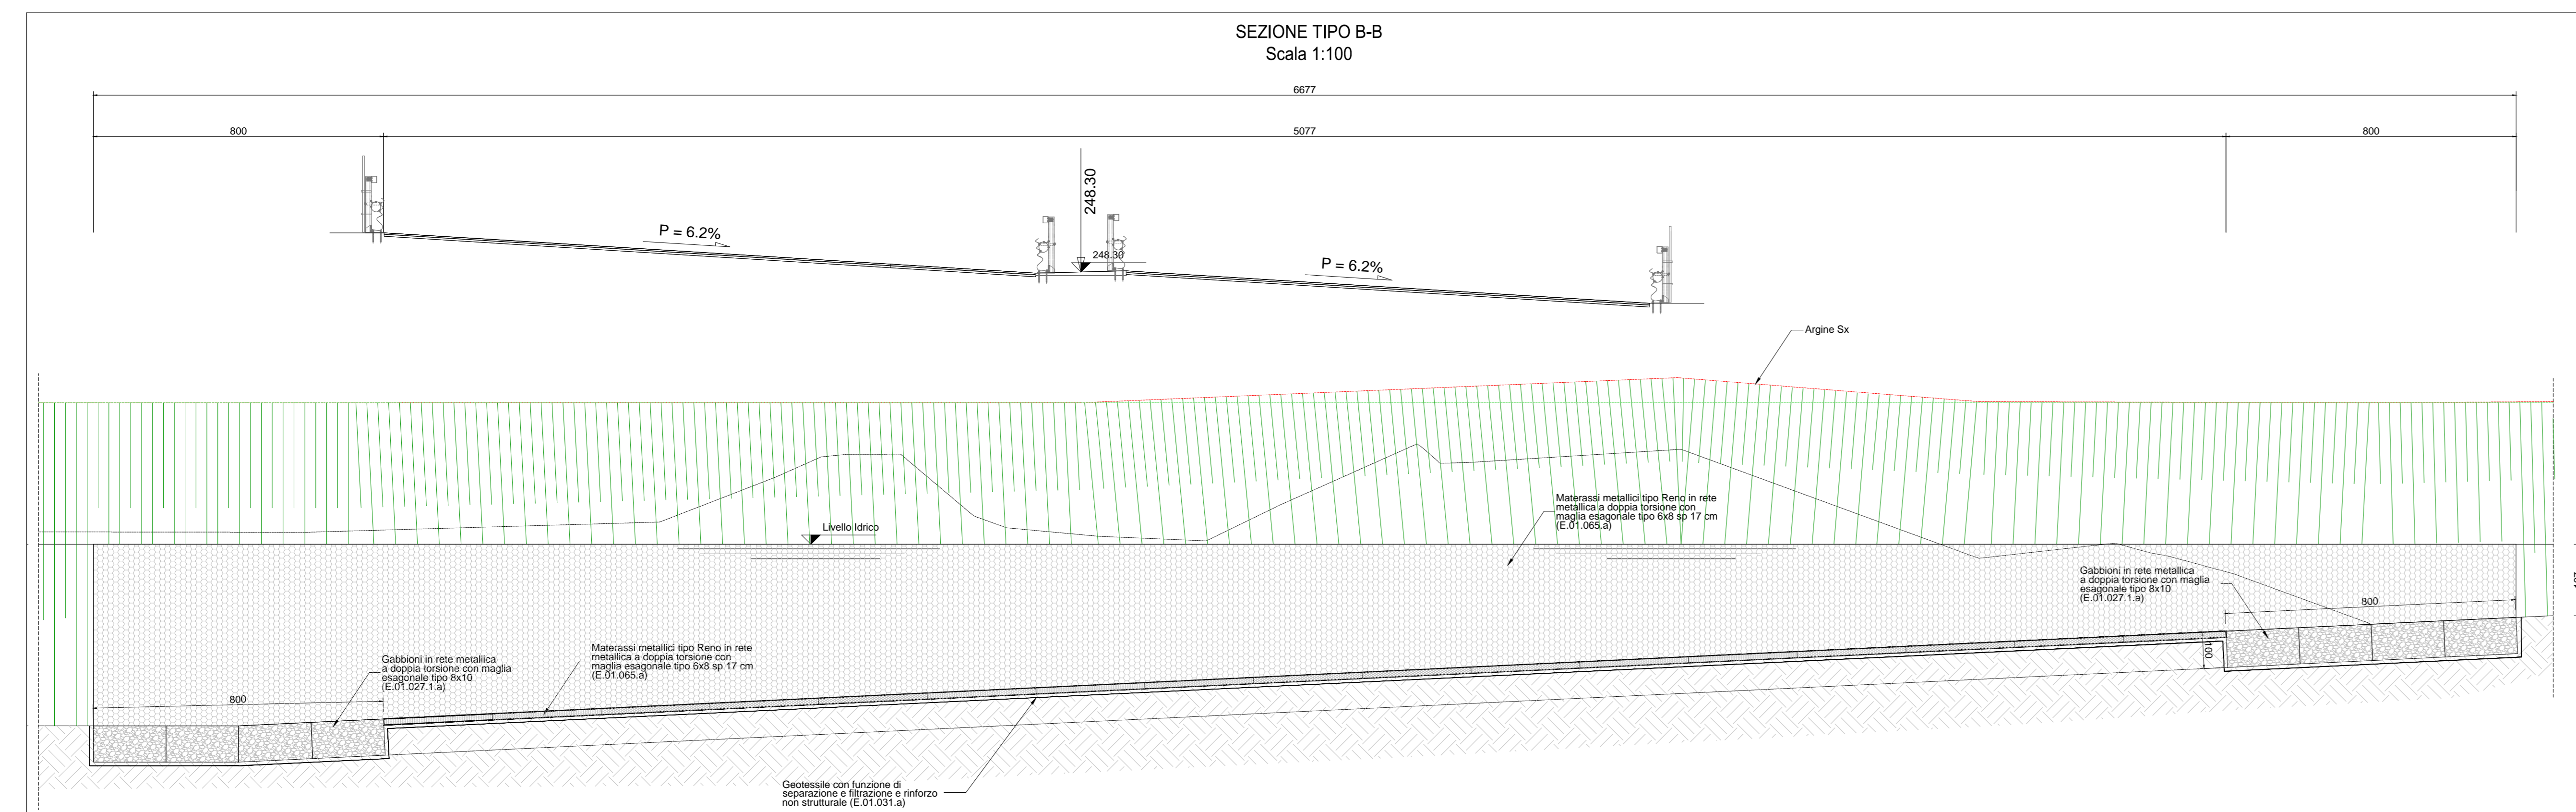 SEZIONE TIPO B-B
Scala 1:100
6677
800
5077
800
248.30
P = 6.2%
248.30
P = 6.2%
Argine Sx
Materassi metallici tipo Reno in rete
metallica a doppia torsione con
maglia esagonale tipo 6x8 sp 17 cm
(E.01.065.a)
Livello Idrico
Gabbioni in rete metallica
a doppia torsione con maglia
esagonale tipo 8x10
(E.01.027.1.a)
800
100
Materassi metallici tipo Reno in rete
metallica a doppia torsione con
maglia esagonale tipo 6x8 sp 17 cm
(E.01.065.a)
Gabbioni in rete metallica
a doppia torsione con maglia
esagonale tipo 8x10
(E.01.027.1.a)
800
Geotessile con funzione di
separazione e filtrazione e rinforzo
non strutturale (E.01.031.a)